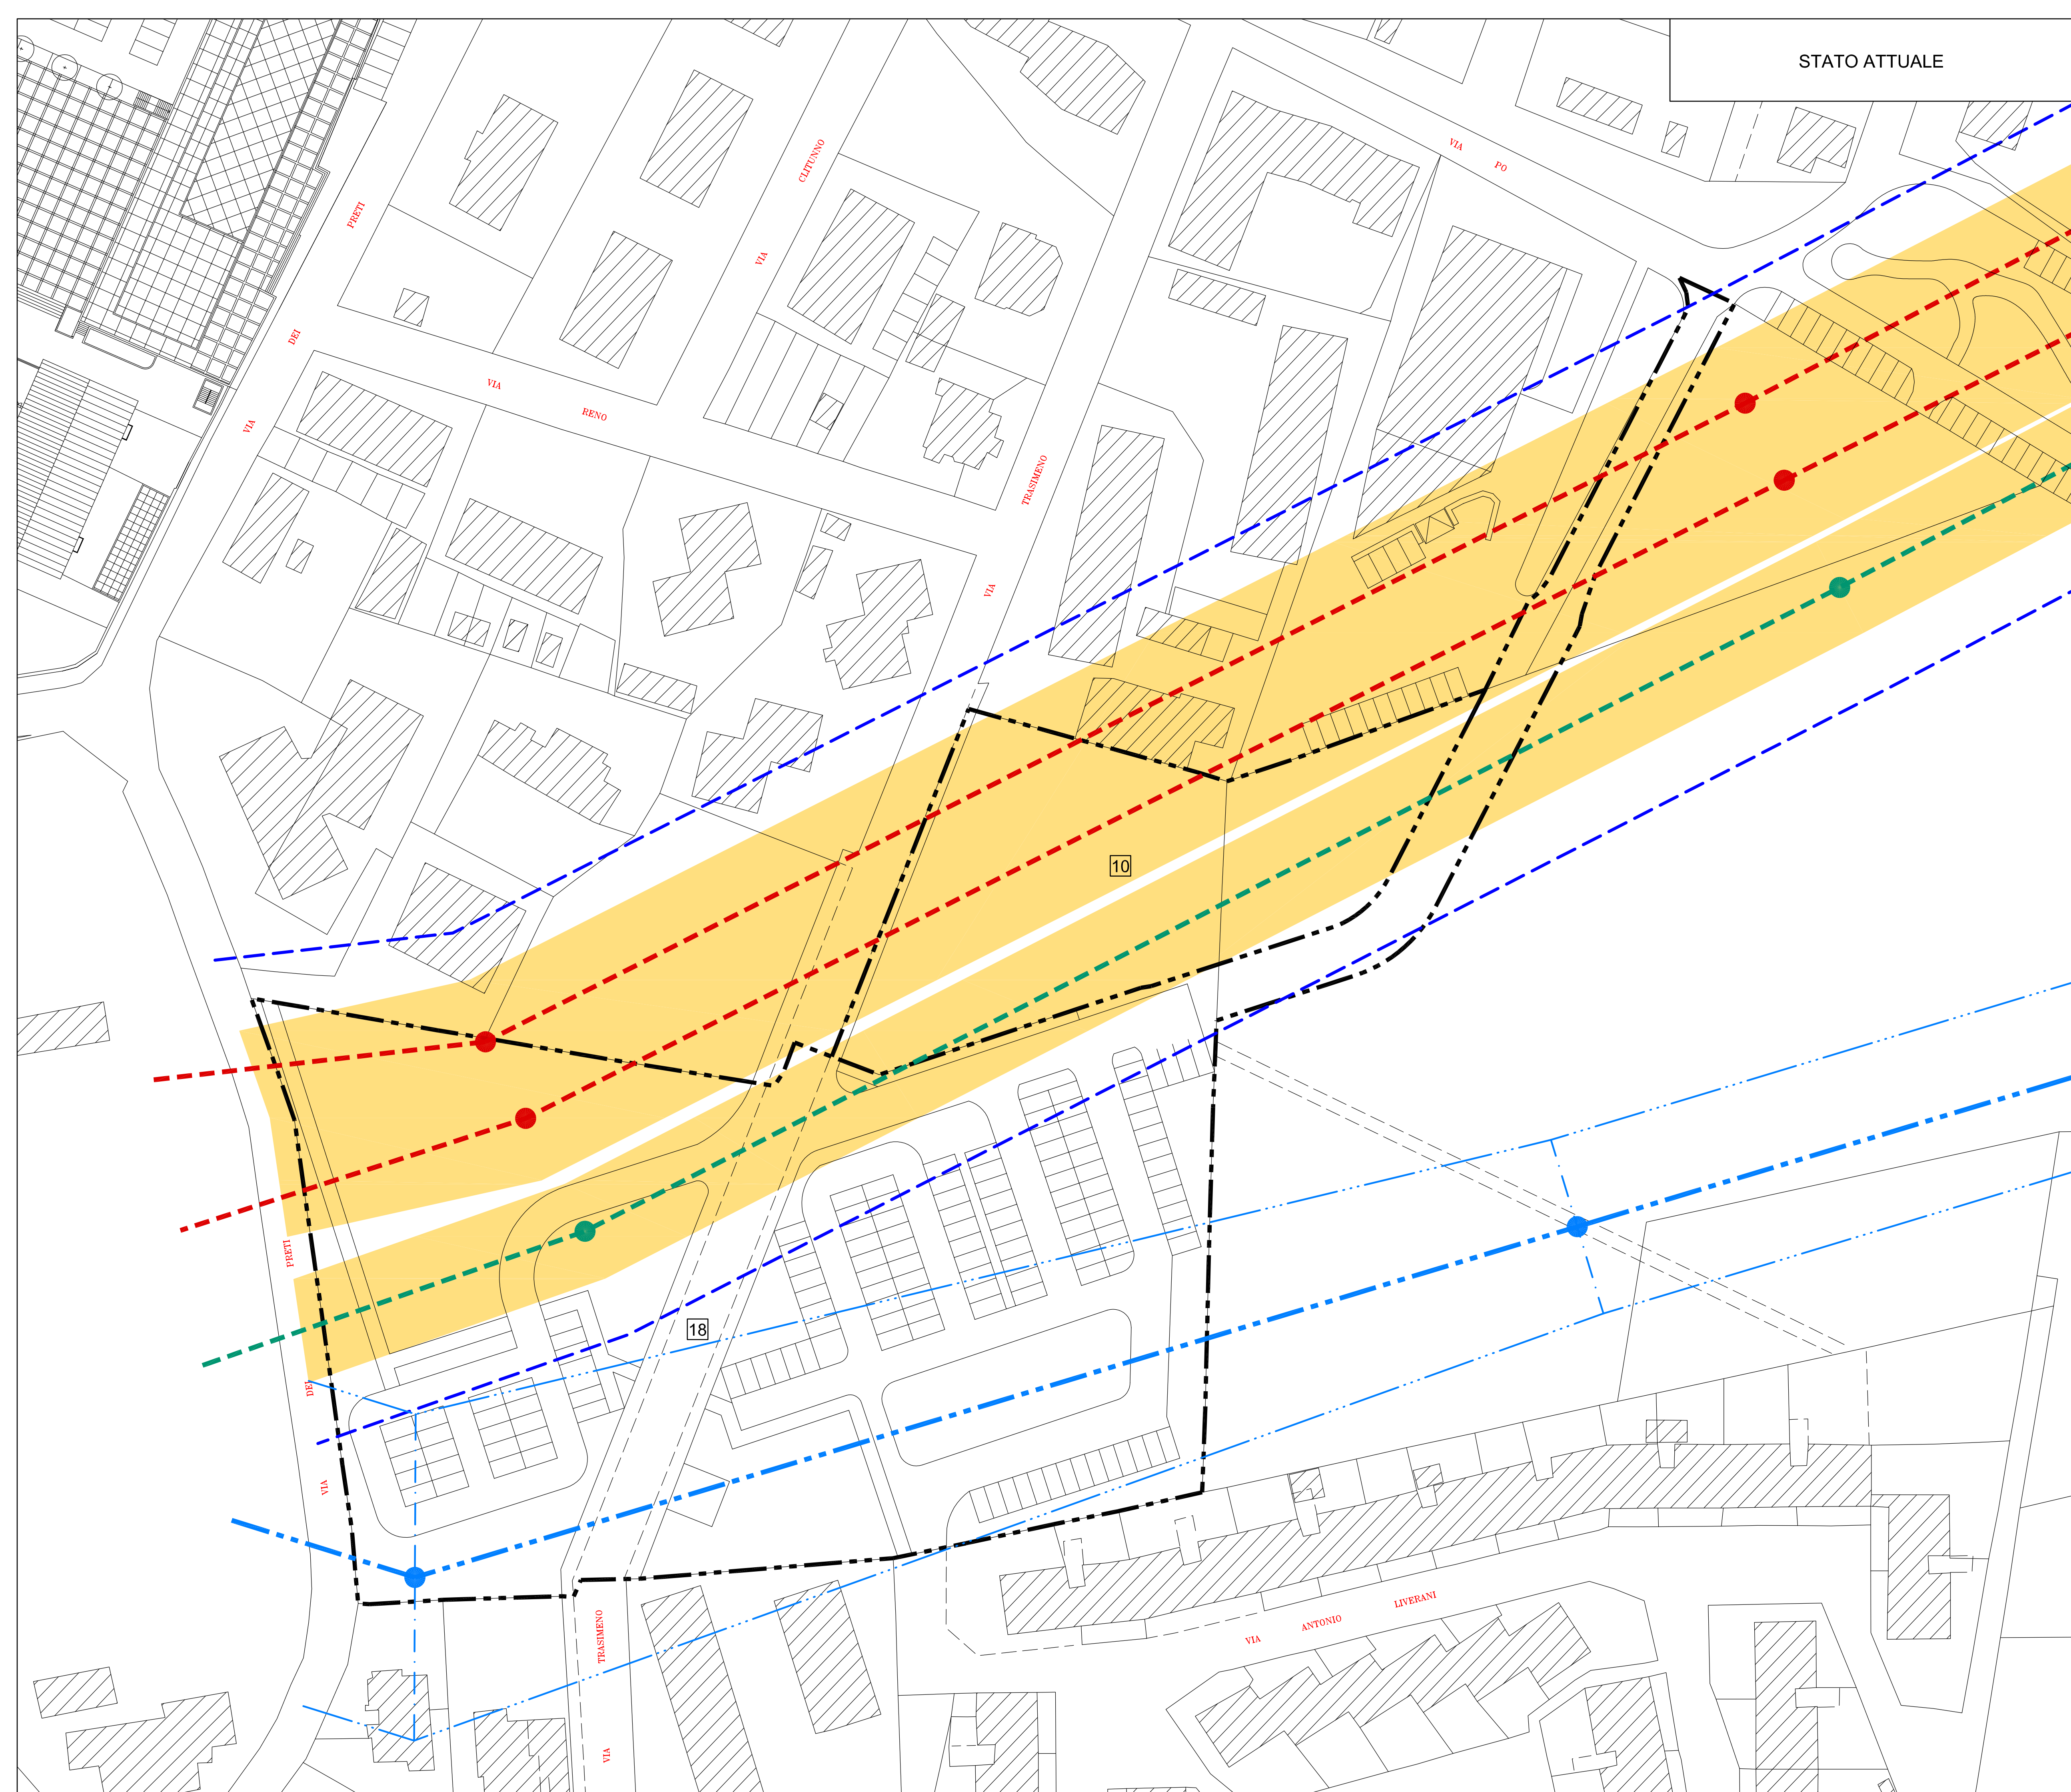 STATO ATTUALE
VIA PO
VIA CLITUNNO
VIA DEI PRETI
VIA RENO
VIA TRASIMENO
10
18
VIA DEI PRETI
VIA TRASIMENO
VIA ANTONIO LIVERANI